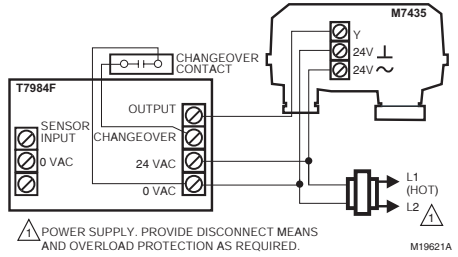 M7435
Y
24V ⊥
24V ~
CHANGEOVER
CONTACT
T7984F
OUTPUT
SENSOR
INPUT
CHANGEOVER
0 VAC
24 VAC
0 VAC
L1
(HOT)
L2
1
1 POWER SUPPLY. PROVIDE DISCONNECT MEANS
AND OVERLOAD PROTECTION AS REQUIRED.
M19621A